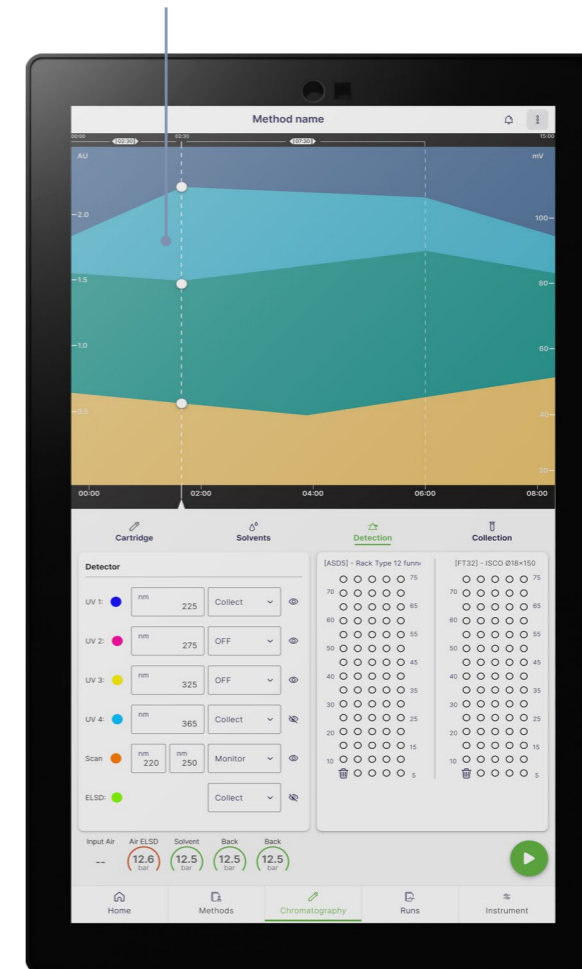 Method name
00:00 (02:30) 02:30 (07:30) 15:00
AU mV
2.0 100
1.5 80
1.0 60
0.5 40
20
00:00 02:00 04:00 06:00 08:00
Cartridge Solvents Detection Collection
Detector
UV 1: nm 225 Collect
UV 2: nm 275 OFF
UV 3: nm 325 OFF
UV 4: nm 365 Collect
Scan nm 220 nm 250 Monitor
ELSD: Collect
[ASD5] - Rack Type 12 funn
75
70
65
60
55
50
45
40
35
30
25
20
15
10
5
[FT32] - ISCO Ø18×150
75
70
65
60
55
50
45
40
35
30
25
20
15
10
5
Input Air Air ELSD Solvent Back Back
-- 12.6 12.5 12.5 12.5
bar bar bar bar
Home Methods Chromatography Runs Instrument